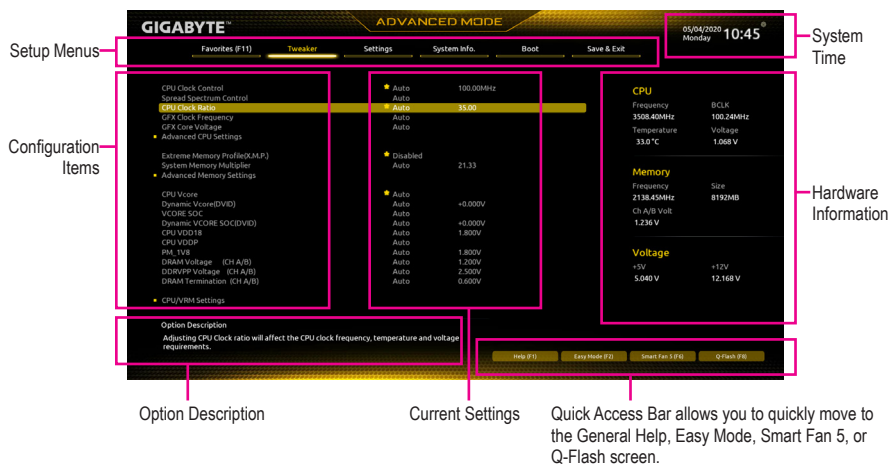 GIGABYTE™
ADVANCED MODE
05/04/2020 10:45
Monday
System
Time
Setup Menus
Favorites (F11) Tweaker Settings System Info. Boot Save & Exit
Configuration
Items
CPU Clock Control Auto 100.00MHz
Spread Spectrum Control Auto
CPU Clock Ratio Auto 35.00
GFX Clock Frequency Auto
GFX Core Voltage Auto
Advanced CPU Settings
Extreme Memory Profile(X.M.P.) Disabled
System Memory Multiplier Auto 21.33
Advanced Memory Settings
CPU Vcore Auto
Dynamic Vcore(DVID) Auto +0.000V
VCORE SOC Auto
Dynamic VCORE SOC(DVID) Auto +0.000V
CPU VDD18 Auto 1.800V
CPU VDDP Auto
PM_1V8 Auto 1.800V
DRAM Voltage (CH A/B) Auto 1.200V
DDRVPP Voltage (CH A/B) Auto 2.500V
DRAM Termination (CH A/B) Auto 0.600V
CPU/VRM Settings
CPU
Frequency BCLK
3508.40MHz 100.24MHz
Temperature Voltage
33.0 °C 1.068 V
Memory
Frequency Size
2138.45MHz 8192MB
Ch A/B Volt
1.236 V
Voltage
+5V +12V
5.040 V 12.168 V
Hardware
Information
Option Description
Adjusting CPU Clock ratio will affect the CPU clock frequency, temperature and voltage
requirements.
Help (F1) Easy Mode (F2) Smart Fan 5 (F6) Q-Flash (F8)
Option Description
Current Settings
Quick Access Bar allows you to quickly move to
the General Help, Easy Mode, Smart Fan 5, or
Q-Flash screen.